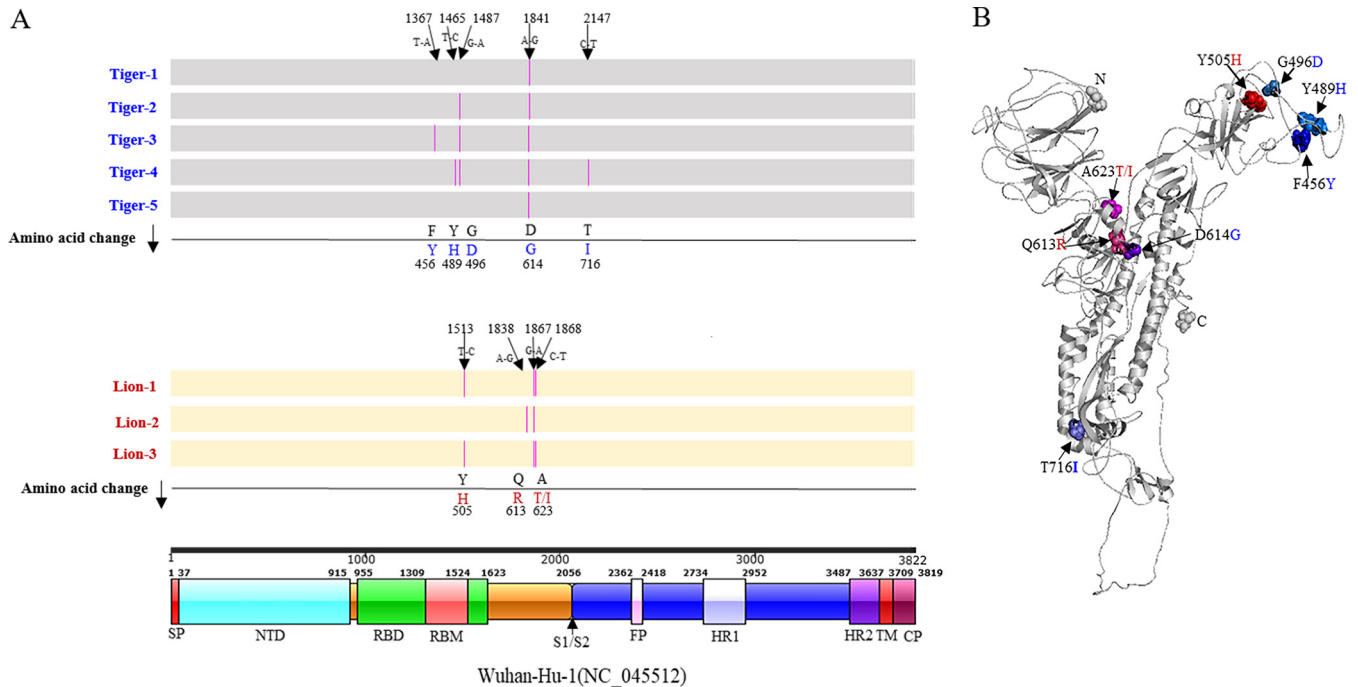 A
1367 1465 1487 1841 2147
T-A T-C G-A A-G C-T
Tiger-1
Tiger-2
Tiger-3
Tiger-4
Tiger-5
Amino acid change
F Y G D T
Y H D G I
456 489 496 614 716
1513 1838 1867 1868
T-C A-G G-A C-T
Lion-1
Lion-2
Lion-3
Amino acid change
Y Q A
H R T/I
505 613 623
1 1000 2000 3000 3822
1 37 915 955 1309 1524 1623 2056 2362 2418 2734 2952 3487 3637 3709 3819
SP NTD RBD RBM S1/S2 FP HR1 HR2 TM CP
Wuhan-Hu-1(NC_045512)
B
Y505H G496D
N
Y489H
A623T/I
F456Y
Q613R
D614G
C
T716I